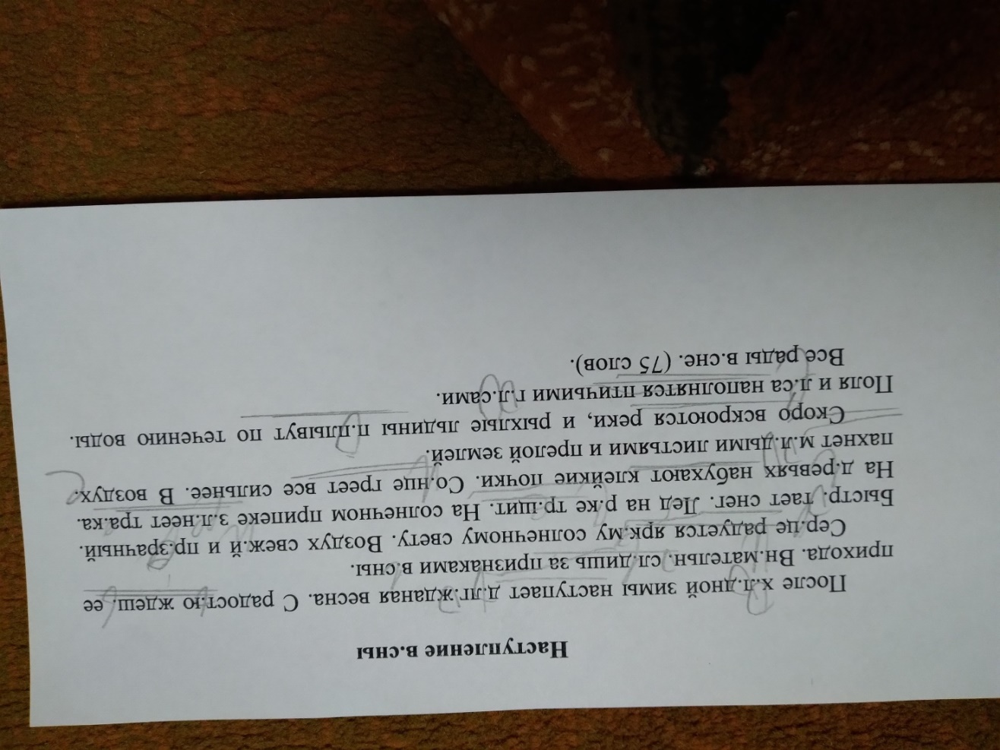 Наступление в.сны
После х.л.дной зимы наступает д.лг.жданая весна. С радост.ю ждеш. ее
прихода. Вн.мательн. сл.дишь за признаками в.сны.
Сер.це радуется ярк.му солнечному свету. Воздух свеж.й и пр.зрачный.
Быстр. тает снег. Лед на р.ке тр.щит. На солнечном припеке з.л.неет тра.ка.
На д.ревьях набухают клейкие почки. Со.нце греет все сильнее. В воздух.
пахнет м.л.дыми листьями и прелой землей.
Скоро вскроются реки, и рыхлые льдины п.плывут по течению воды.
Поля и л.са наполнятся птичьими г.л.сами.
Все рады в.сне. (75 слов).